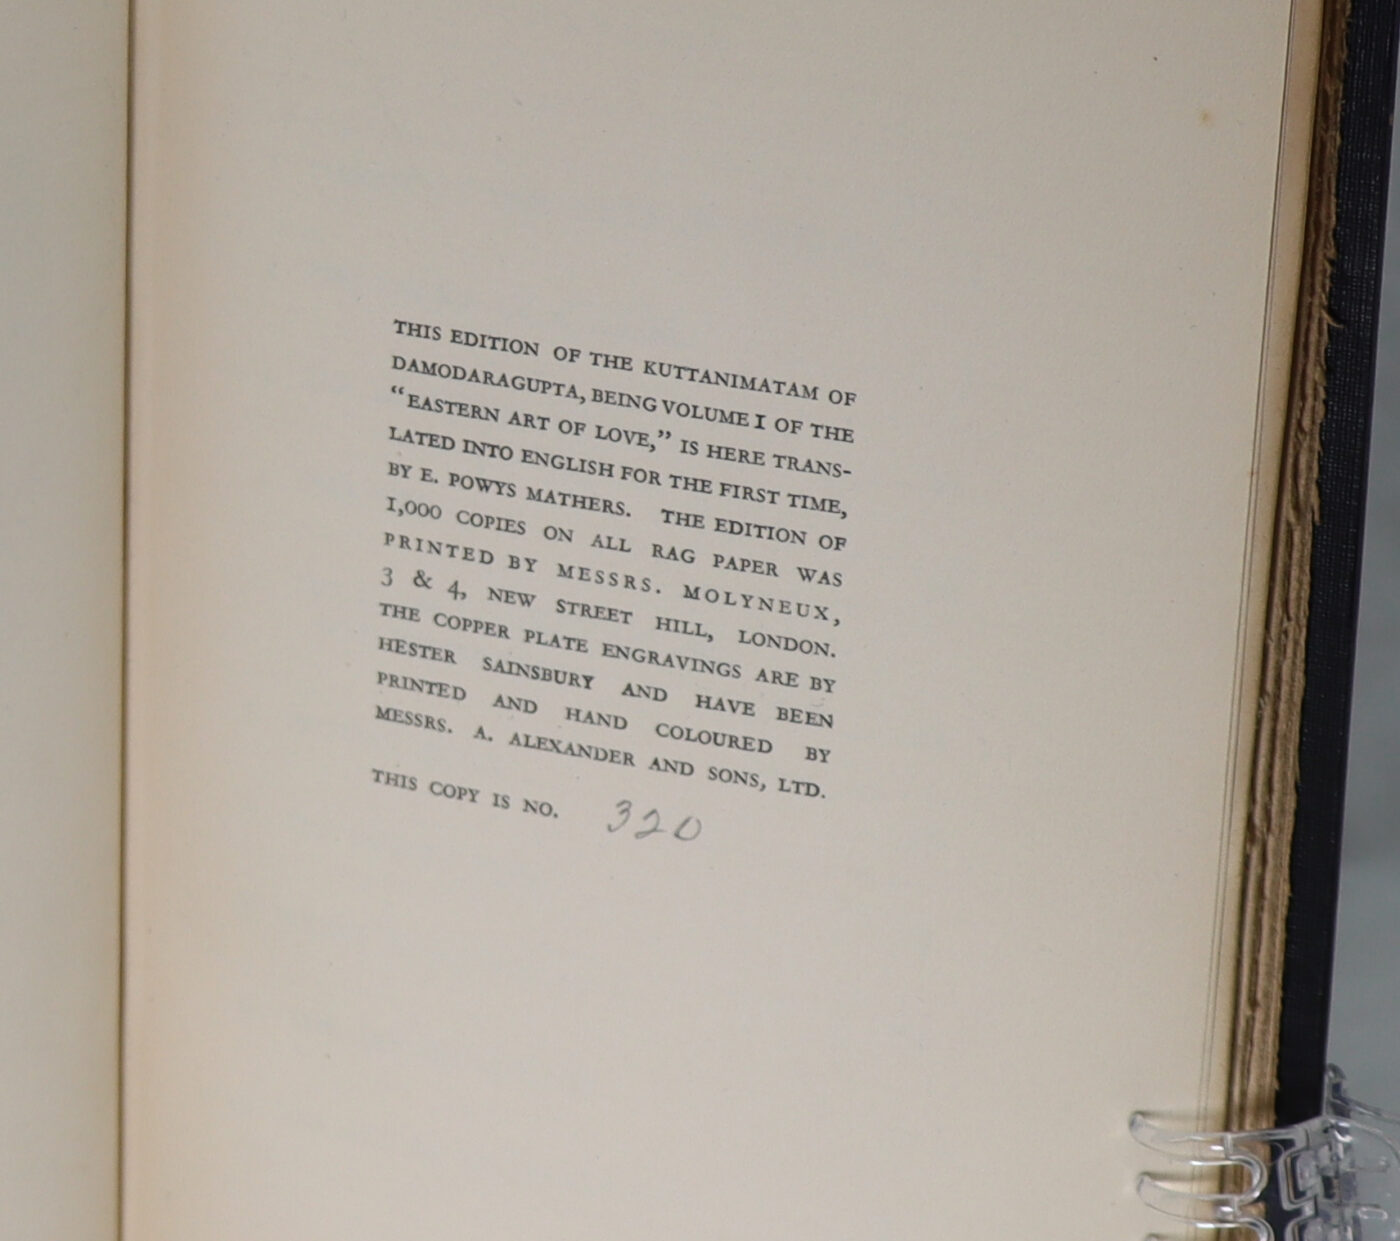 THIS EDITION OF THE KUTTANIMATAM OF
DAMODARAGUPTA, BEING VOLUME I OF THE
“EASTERN ART OF LOVE,” IS HERE TRANS-
LATED INTO ENGLISH FOR THE FIRST TIME,
BY E. POWYS MATHERS. THE EDITION OF
1,000 COPIES ON ALL RAG PAPER WAS
PRINTED BY MESSRS. MOLYNEUX,
3 & 4, NEW STREET HILL, LONDON.
THE COPPER PLATE ENGRAVINGS ARE BY
HESTER SAINSBURY AND HAVE BEEN
PRINTED AND HAND COLOURED BY
MESSRS. A. ALEXANDER AND SONS, LTD.
THIS COPY IS NO. 320